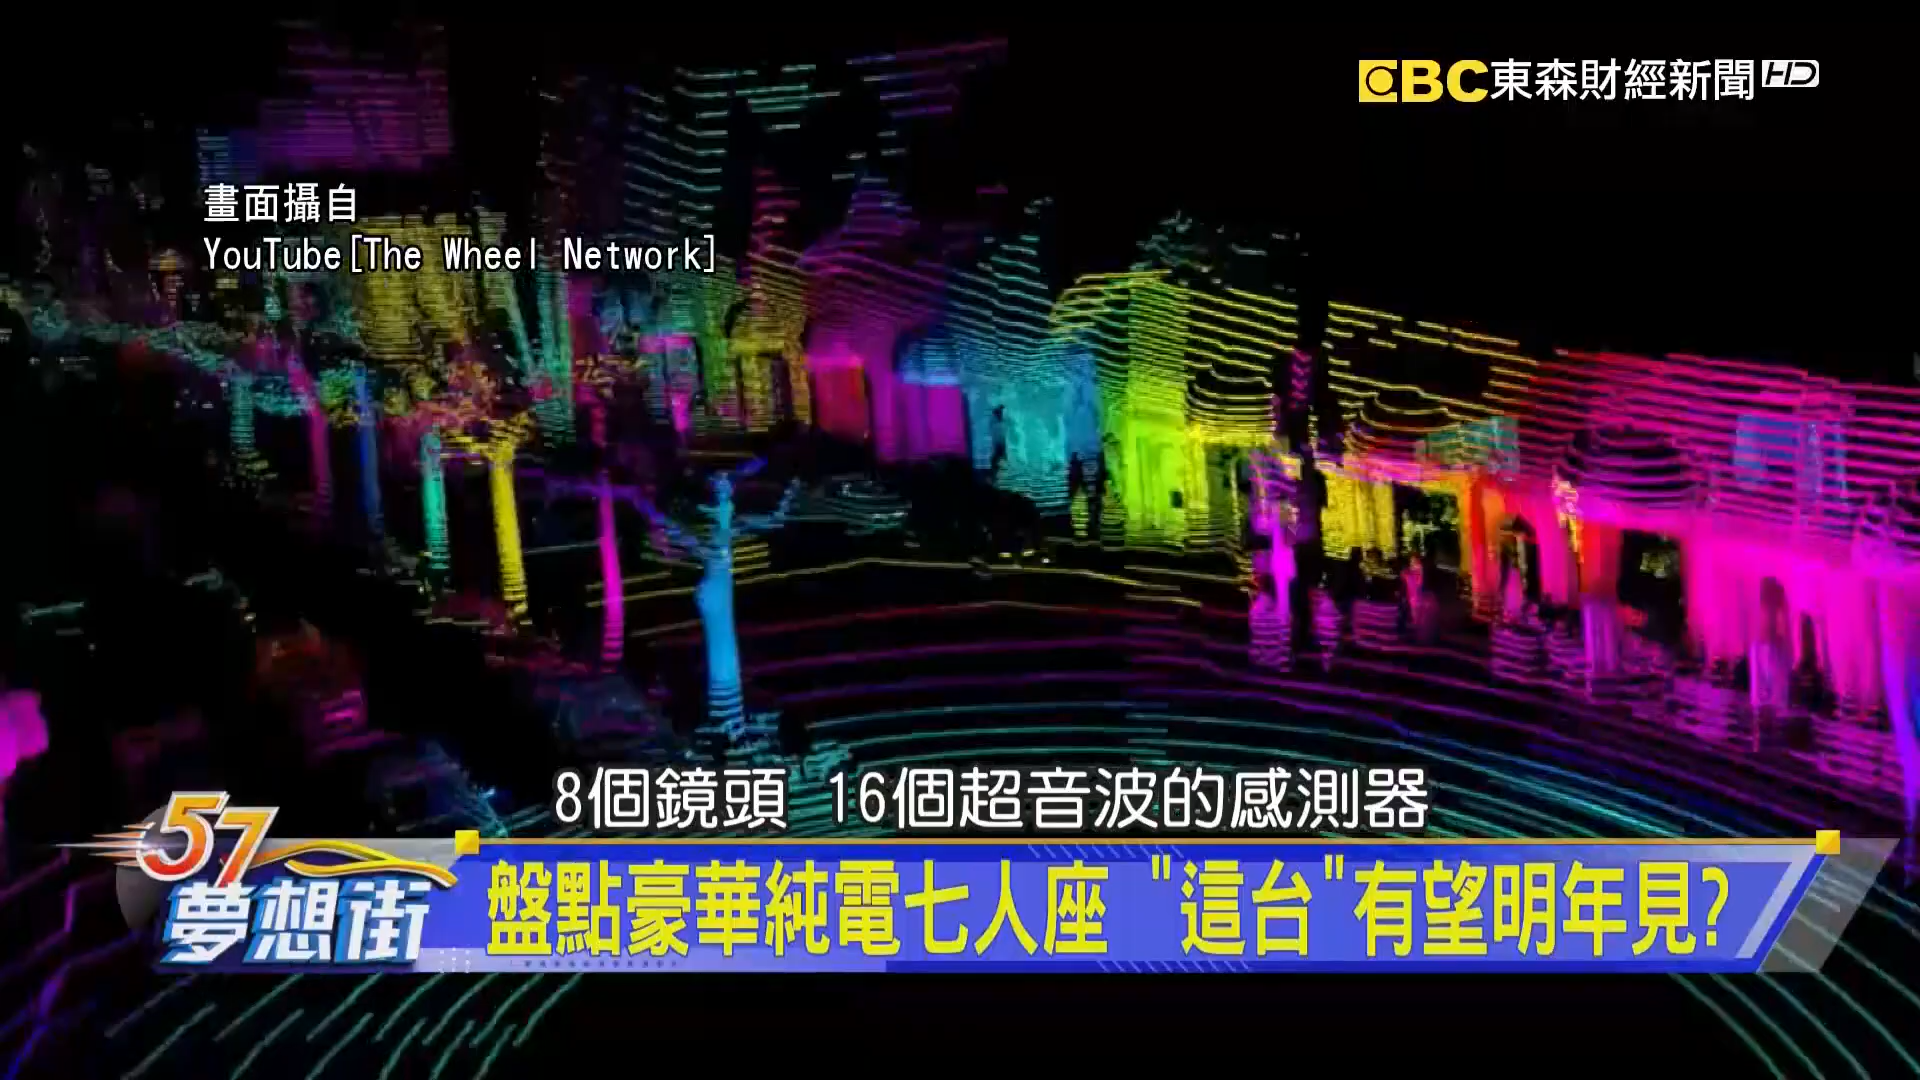 EBC東森財經新聞HD
畫面攝自
YouTube[The Wheel Network]
8個鏡頭 16個超音波的感測器
57夢想街
盤點豪華純電七人座 "這台"有望明年見?